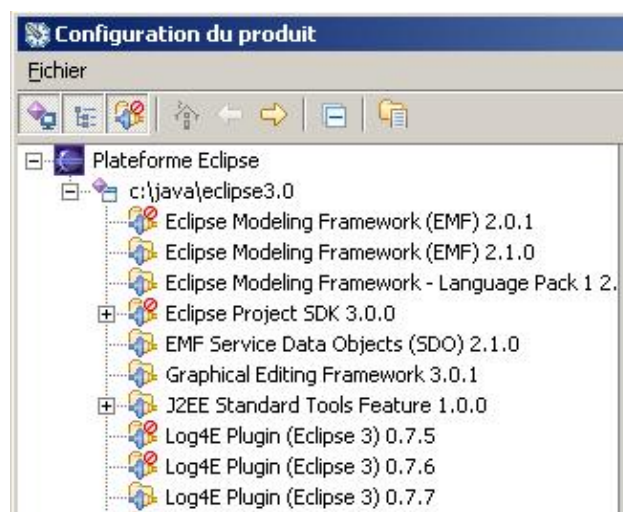 Configuration du produit
Fichier
Plateforme Eclipse
c:\java\eclipse3.0
Eclipse Modeling Framework (EMF) 2.0.1
Eclipse Modeling Framework (EMF) 2.1.0
Eclipse Modeling Framework - Language Pack 1 2.
Eclipse Project SDK 3.0.0
EMF Service Data Objects (SDO) 2.1.0
Graphical Editing Framework 3.0.1
J2EE Standard Tools Feature 1.0.0
Log4E Plugin (Eclipse 3) 0.7.5
Log4E Plugin (Eclipse 3) 0.7.6
Log4E Plugin (Eclipse 3) 0.7.7